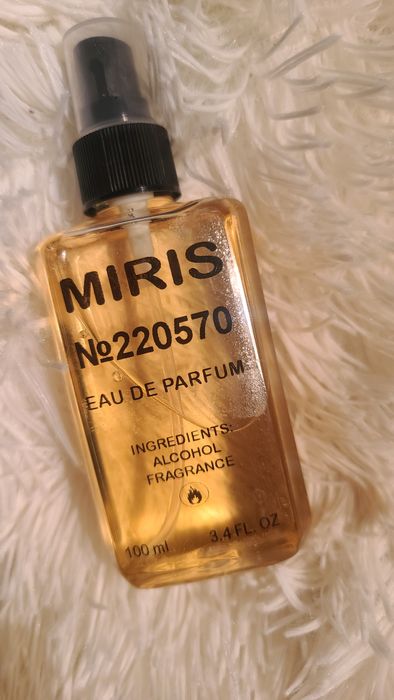 MIRIS
№220570
EAU DE PARFUM
INGREDIENTS:
ALCOHOL
FRAGRANCE
100 ml 3.4 FL. OZ